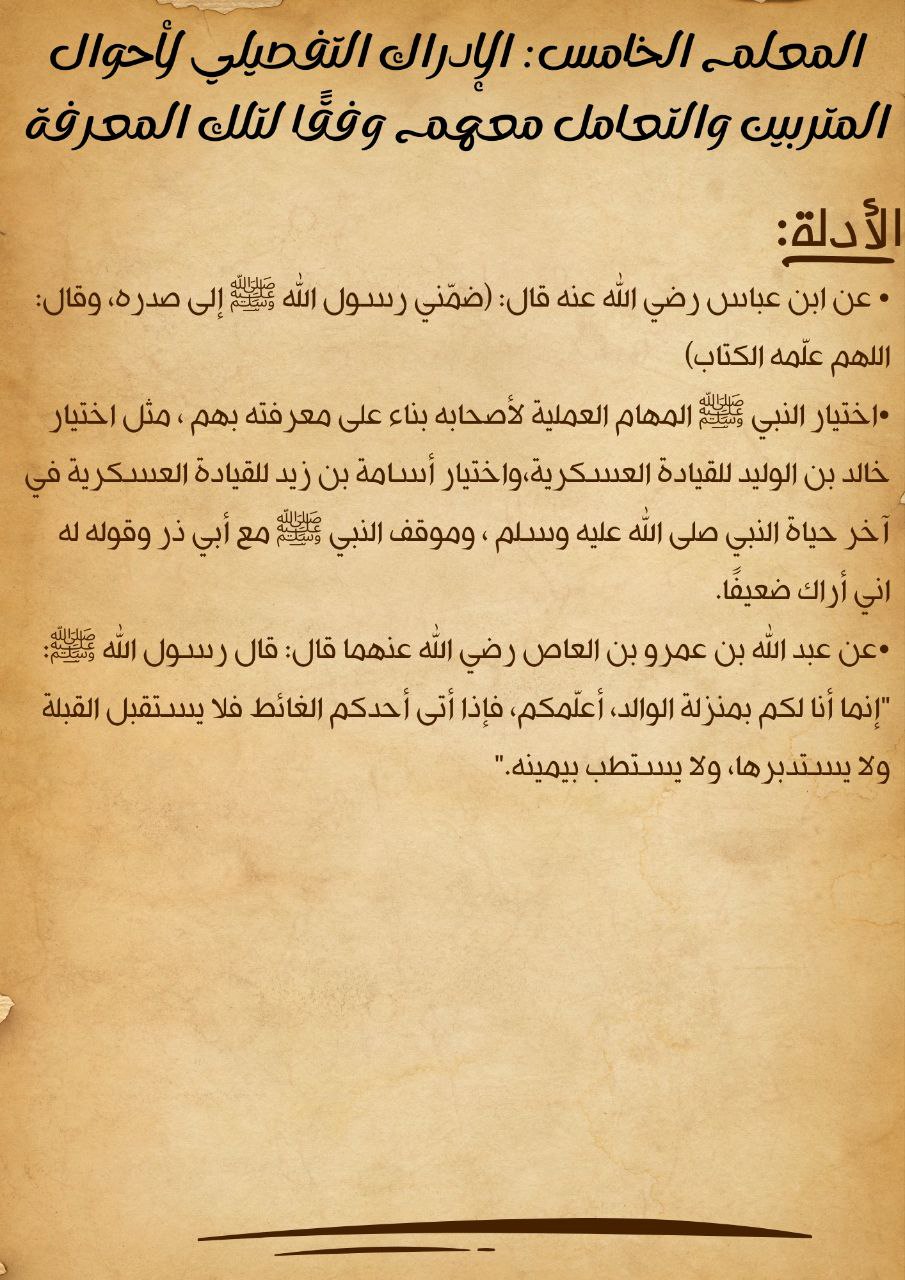 المعلم الخامس: الإدراك التفصيلي لأحوال
المتربين والتعامل معهم وفقًا لتلك المعرفة
الأدلة:
• عن ابن عباس رضي الله عنه قال: (ضمّني رسول الله ﷺ إلى صدره، وقال:
اللهم علّمه الكتاب)
•اختيار النبي ﷺ المهام العملية لأصحابه بناء على معرفته بهم ، مثل اختيار
خالد بن الوليد للقيادة العسكرية،واختيار أسامة بن زيد للقيادة العسكرية في
آخر حياة النبي صلى الله عليه وسلم ، وموقف النبي ﷺ مع أبي ذر وقوله له
اني أراك ضعيفًا.
•عن عبد الله بن عمرو بن العاص رضي الله عنهما قال: قال رسول الله ﷺ:
"إنما أنا لكم بمنزلة الوالد، أعلّمكم، فإذا أتى أحدكم الغائط فلا يستقبل القبلة
ولا يستدبرها، ولا يستطب بيمينه."